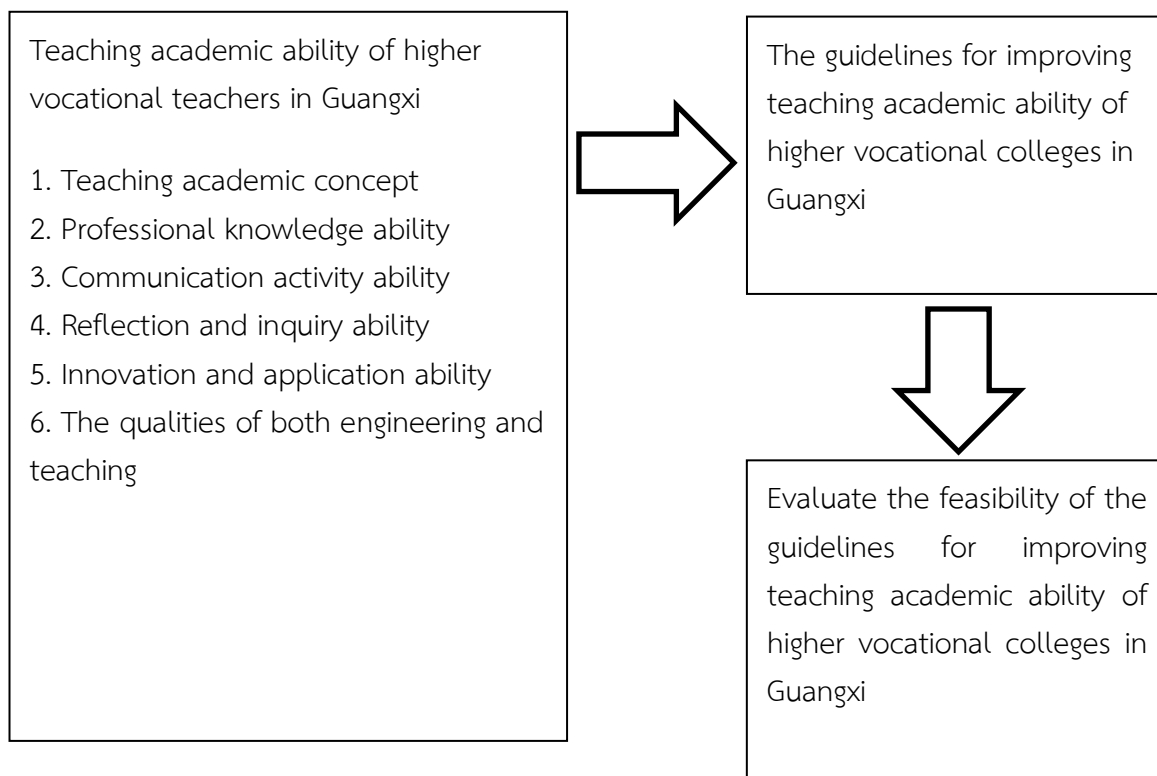 Teaching academic ability of higher
vocational teachers in Guangxi
1. Teaching academic concept
2. Professional knowledge ability
3. Communication activity ability
4. Reflection and inquiry ability
5. Innovation and application ability
6. The qualities of both engineering and
teaching
The guidelines for improving
teaching academic ability of
higher vocational colleges in
Guangxi
Evaluate the feasibility of the
guidelines for improving
teaching academic ability of
higher vocational colleges in
Guangxi